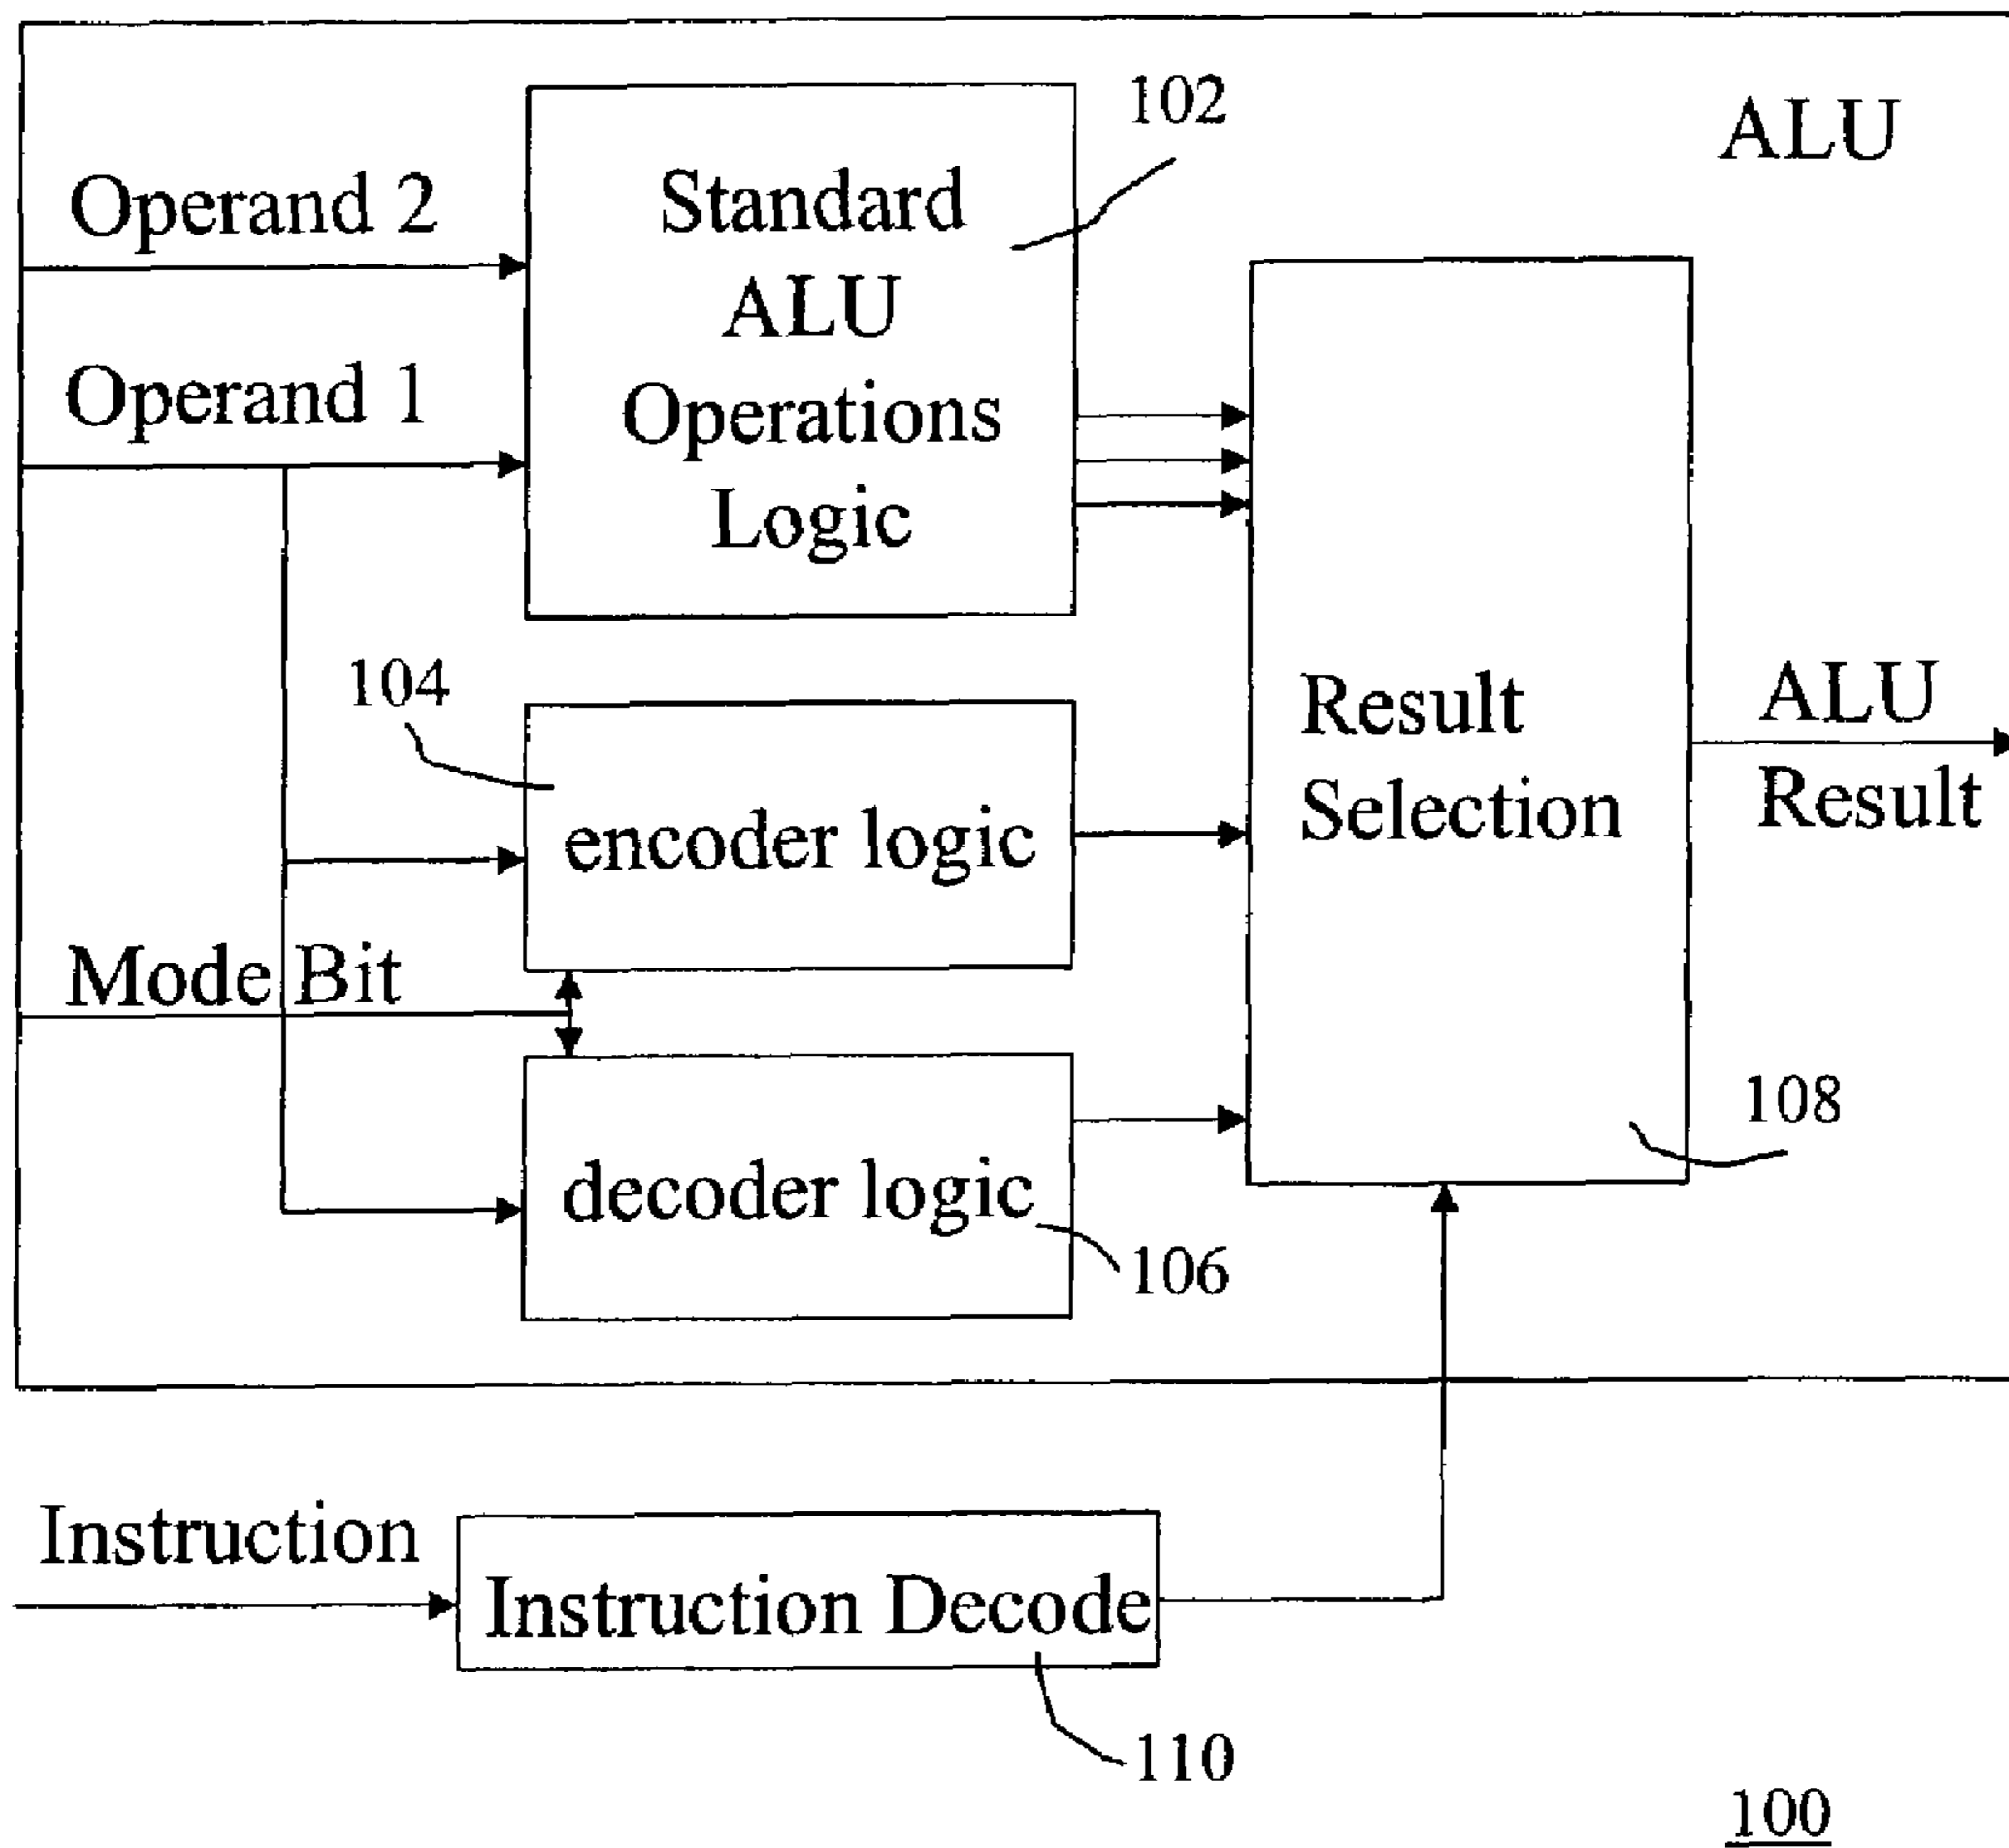 102
ALU
Operand 2
Standard
ALU
Operations
Logic
Operand 1
104
Result
Selection
ALU
Result
encoder logic
Mode Bit
108
decoder logic
106
Instruction
Instruction Decode
110
100